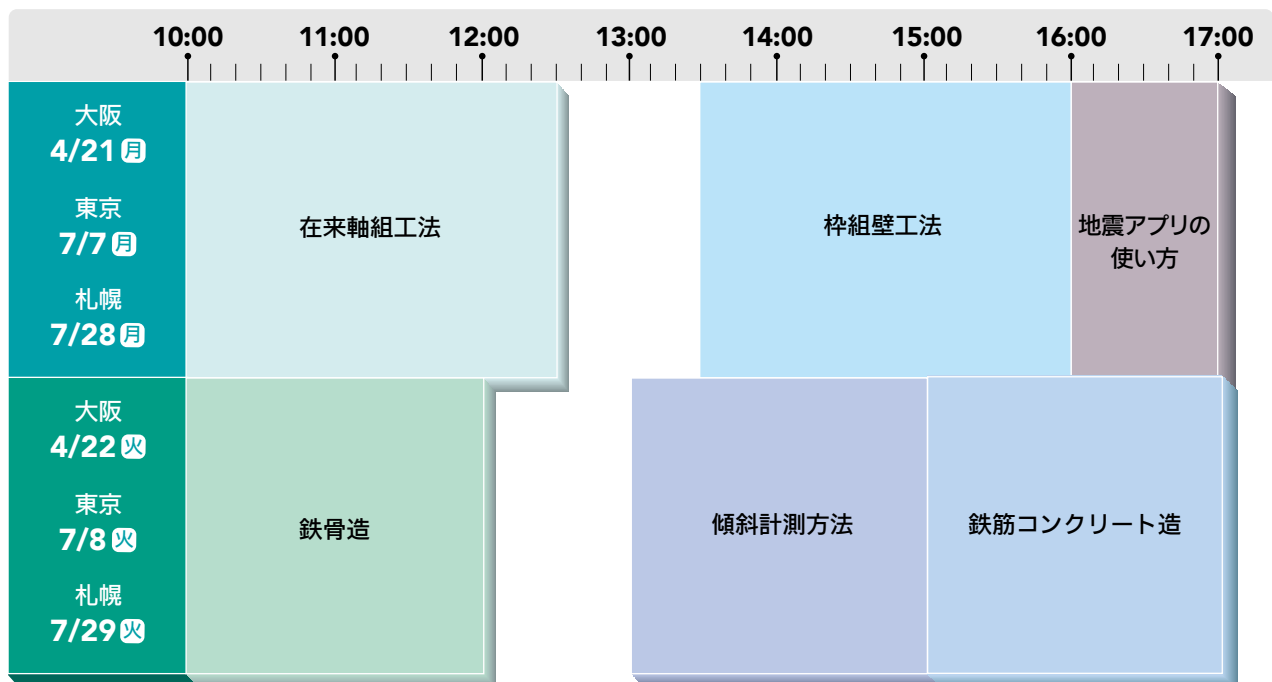 10:00 11:00 12:00 13:00 14:00 15:00 16:00 17:00
大阪
4/21 月
東京
7/7 月
札幌
7/28 月
在来軸組工法
枠組壁工法
地震アプリの
使い方
大阪
4/22 火
東京
7/8 火
札幌
7/29 火
鉄骨造
傾斜計測方法
鉄筋コンクリート造